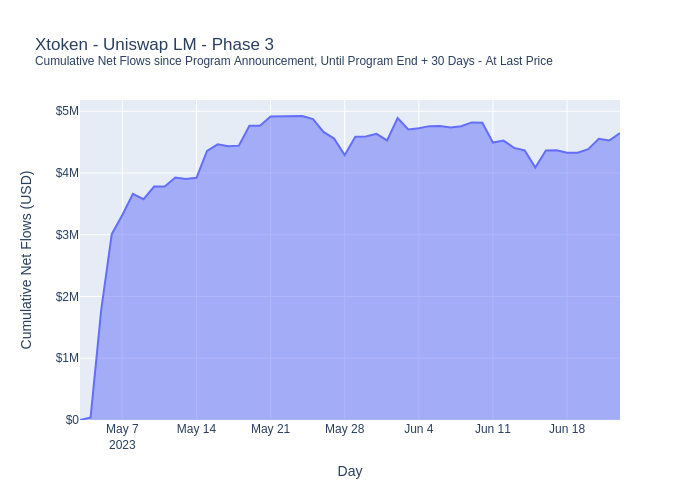 Xtoken - Uniswap LM - Phase 3
Cumulative Net Flows since Program Announcement, Until Program End + 30 Days - At Last Price
Cumulative Net Flows (USD)
$5M
$4M
$3M
$2M
$1M
$0
May 7 May 14 May 21 May 28 Jun 4 Jun 11 Jun 18
2023
Day